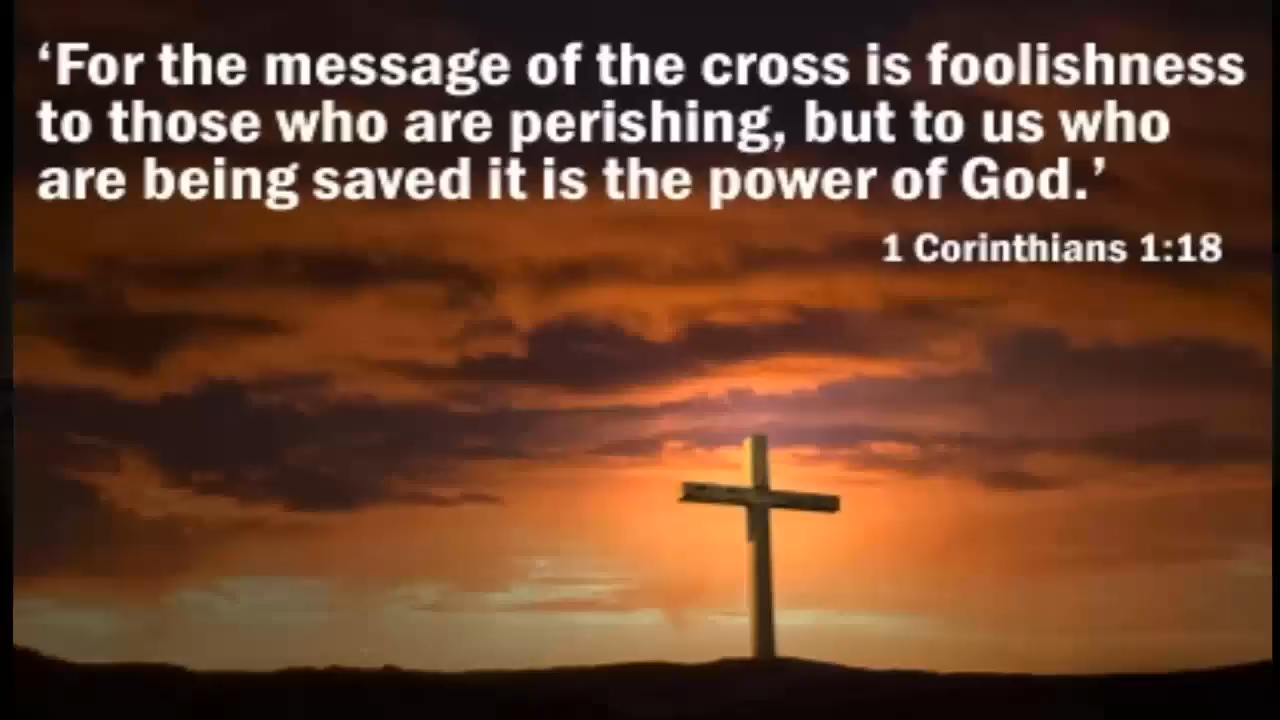 ‘For the message of the cross is foolishness
to those who are perishing, but to us who
are being saved it is the power of God.’
1 Corinthians 1:18